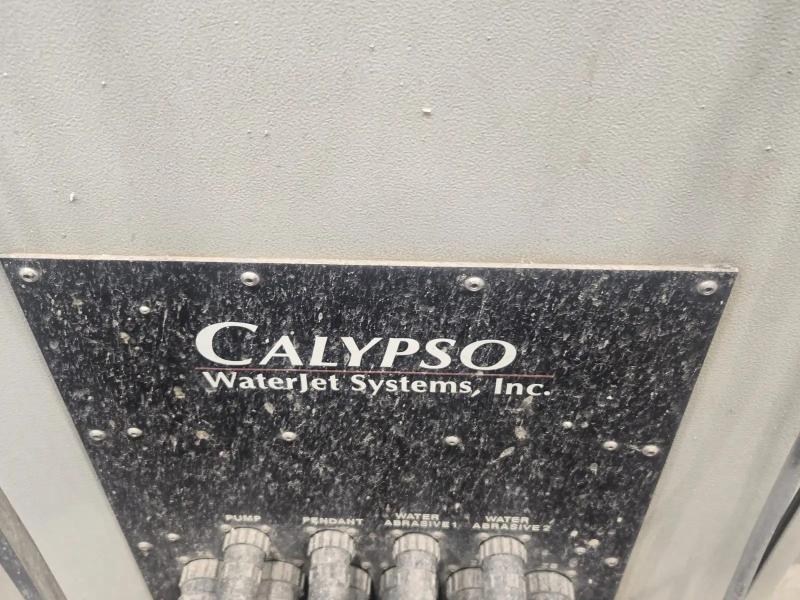 CALYPSO
WaterJet Systems, Inc.
PUMP
PENDANT
WATER
ABRASIVE 1
WATER
ABRASIVE 2